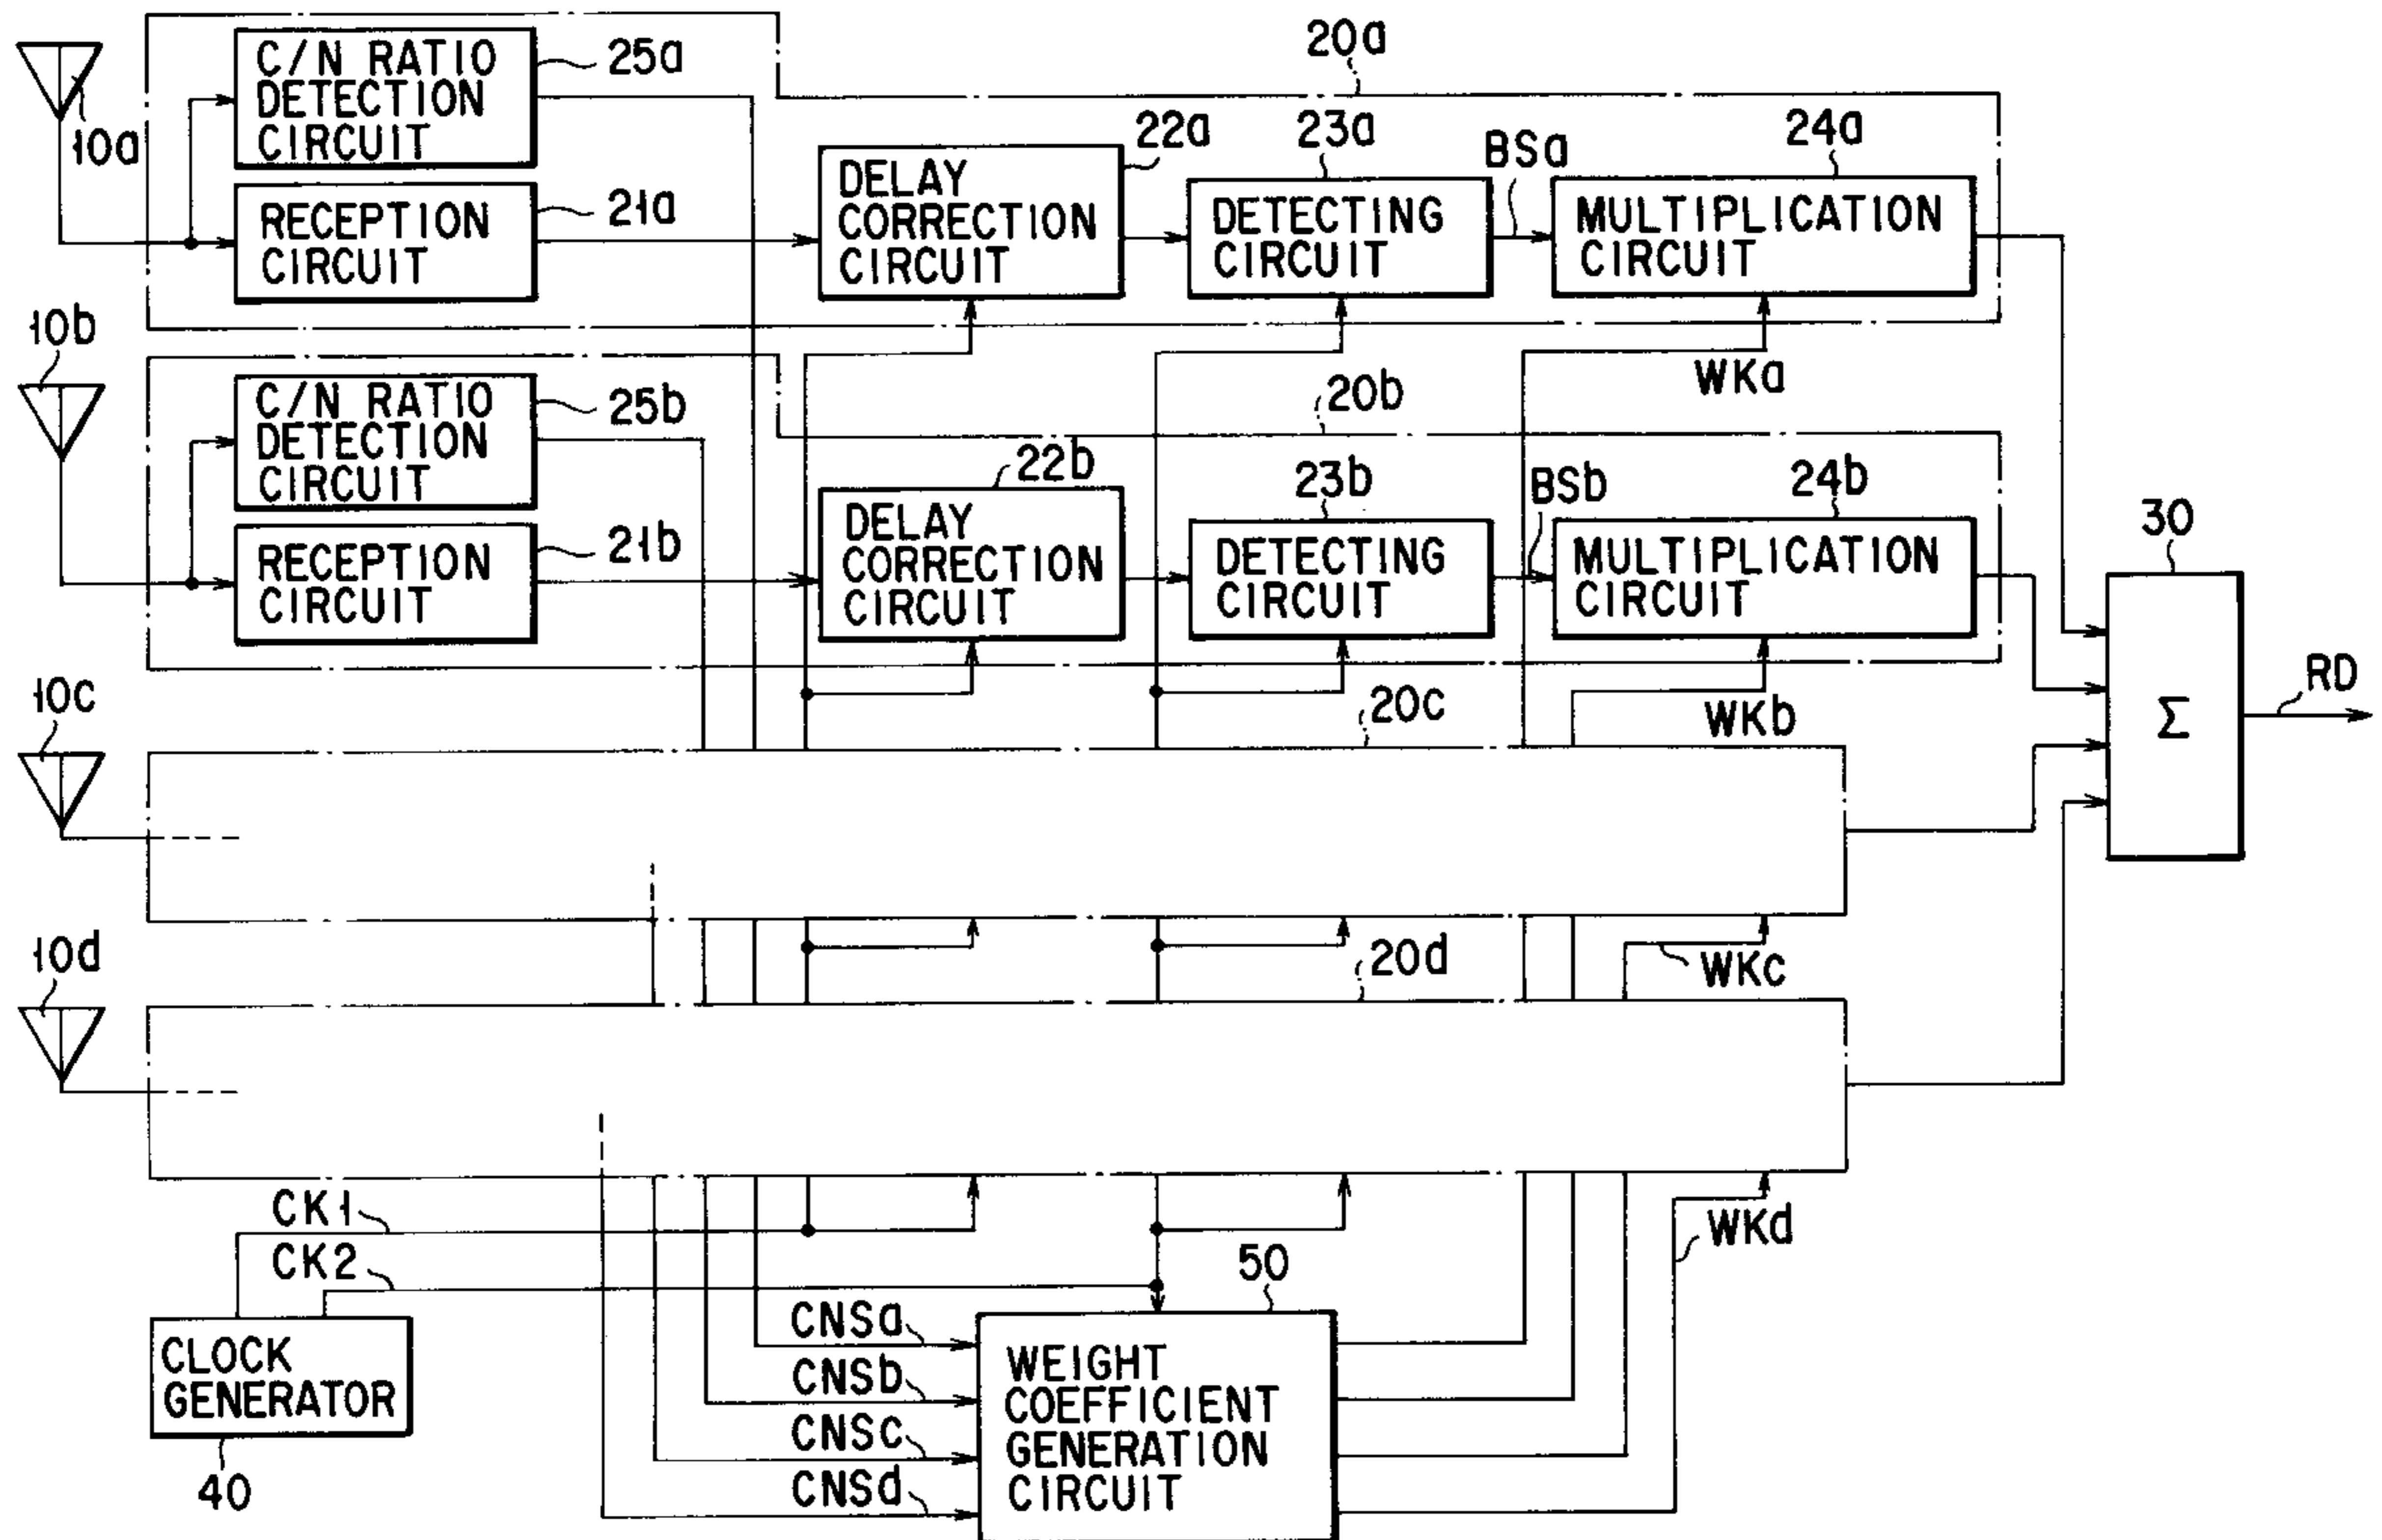 20a
C/N RATIO
DETECTION
CIRCUIT
25a
10a
22a
23a
BSa
24a
RECEPTION
CIRCUIT
21a
DELAY
CORRECTION
CIRCUIT
DETECTING
CIRCUIT
MULTIPLICATION
CIRCUIT
10b
WKa
C/N RATIO
DETECTION
CIRCUIT
25b
20b
22b
23b
BSb
24b
RECEPTION
CIRCUIT
21b
DELAY
CORRECTION
CIRCUIT
DETECTING
CIRCUIT
MULTIPLICATION
CIRCUIT
30
Σ
RD
10c
20c
WKb
10d
20d
WKc
CK1
CK2
50
WKd
CLOCK
GENERATOR
40
CNSa
CNSb
CNSc
CNSd
WEIGHT
COEFFICIENT
GENERATION
CIRCUIT